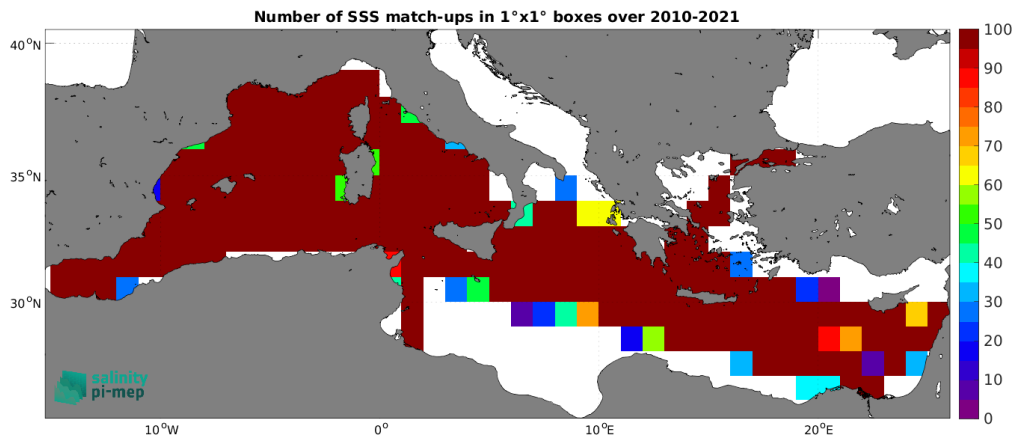 Number of SSS match-ups in 1°x1° boxes over 2010-2021
40°N
35°N
30°N
10°W
0°
10°E
20°E
100
90
80
70
60
50
40
30
20
10
0
salinity
pi-mep